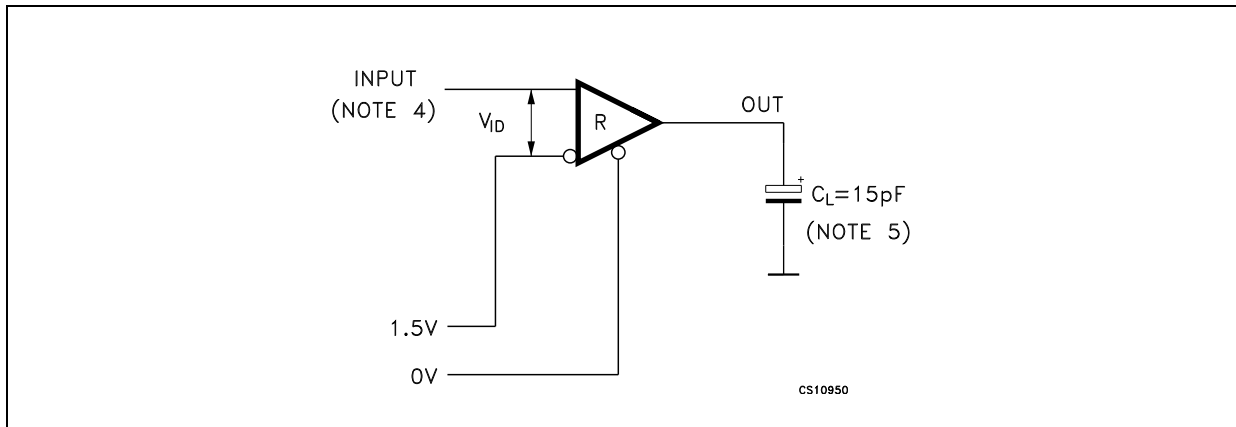 INPUT
(NOTE 4)
V_ID
R
OUT
C_L=15pF
(NOTE 5)
+
1.5V
0V
CS10950